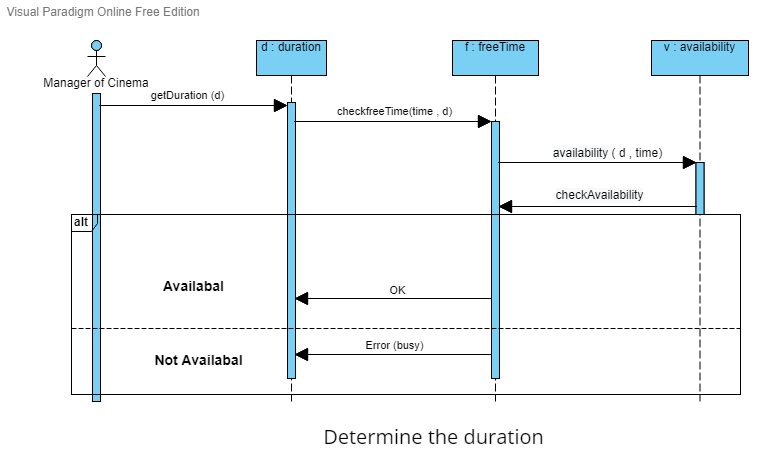 Visual Paradigm Online Free Edition
d : duration
f : freeTime
v : availability
Manager of Cinema
getDuration (d)
checkfreeTime(time , d)
availability ( d , time)
checkAvailability
alt
Availabal
OK
Error (busy)
Not Availabal
Determine the duration